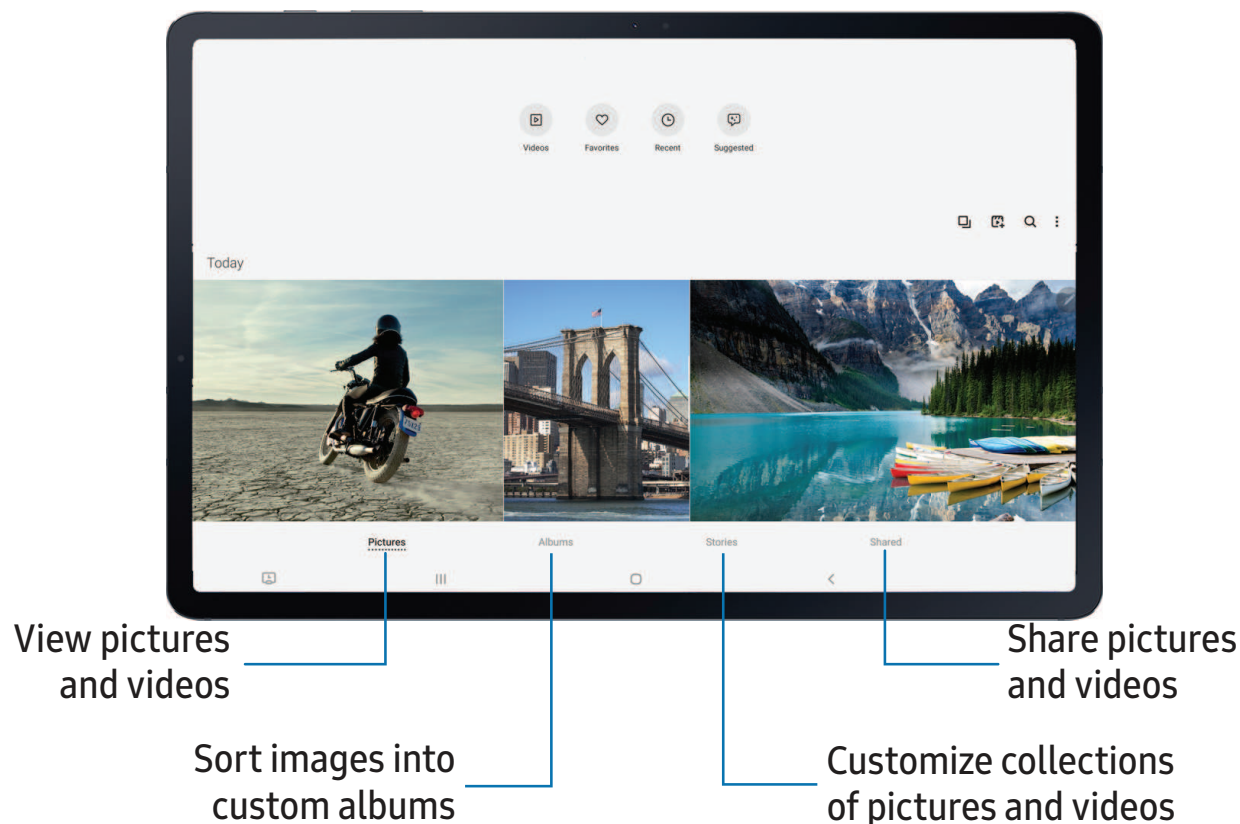 Videos Favorites Recent Suggested
Today
Pictures Albums Stories Shared
View pictures
and videos
Share pictures
and videos
Sort images into
custom albums
Customize collections
of pictures and videos